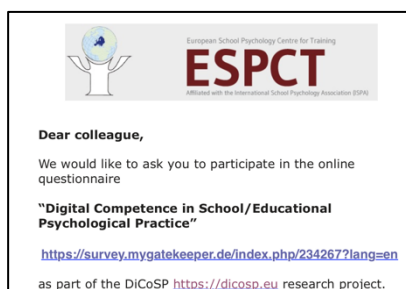 European School Psychology Centre for Training
ESPCT
Affiliated with the International School Psychology Association (ISPA)
Dear colleague,
We would like to ask you to participate in the online
questionnaire
“Digital Competence in School/Educational
Psychological Practice”
https://survey.mygatekeeper.de/index.php/234267?lang=en
as part of the DiCoSP https://dicosp.eu research project.